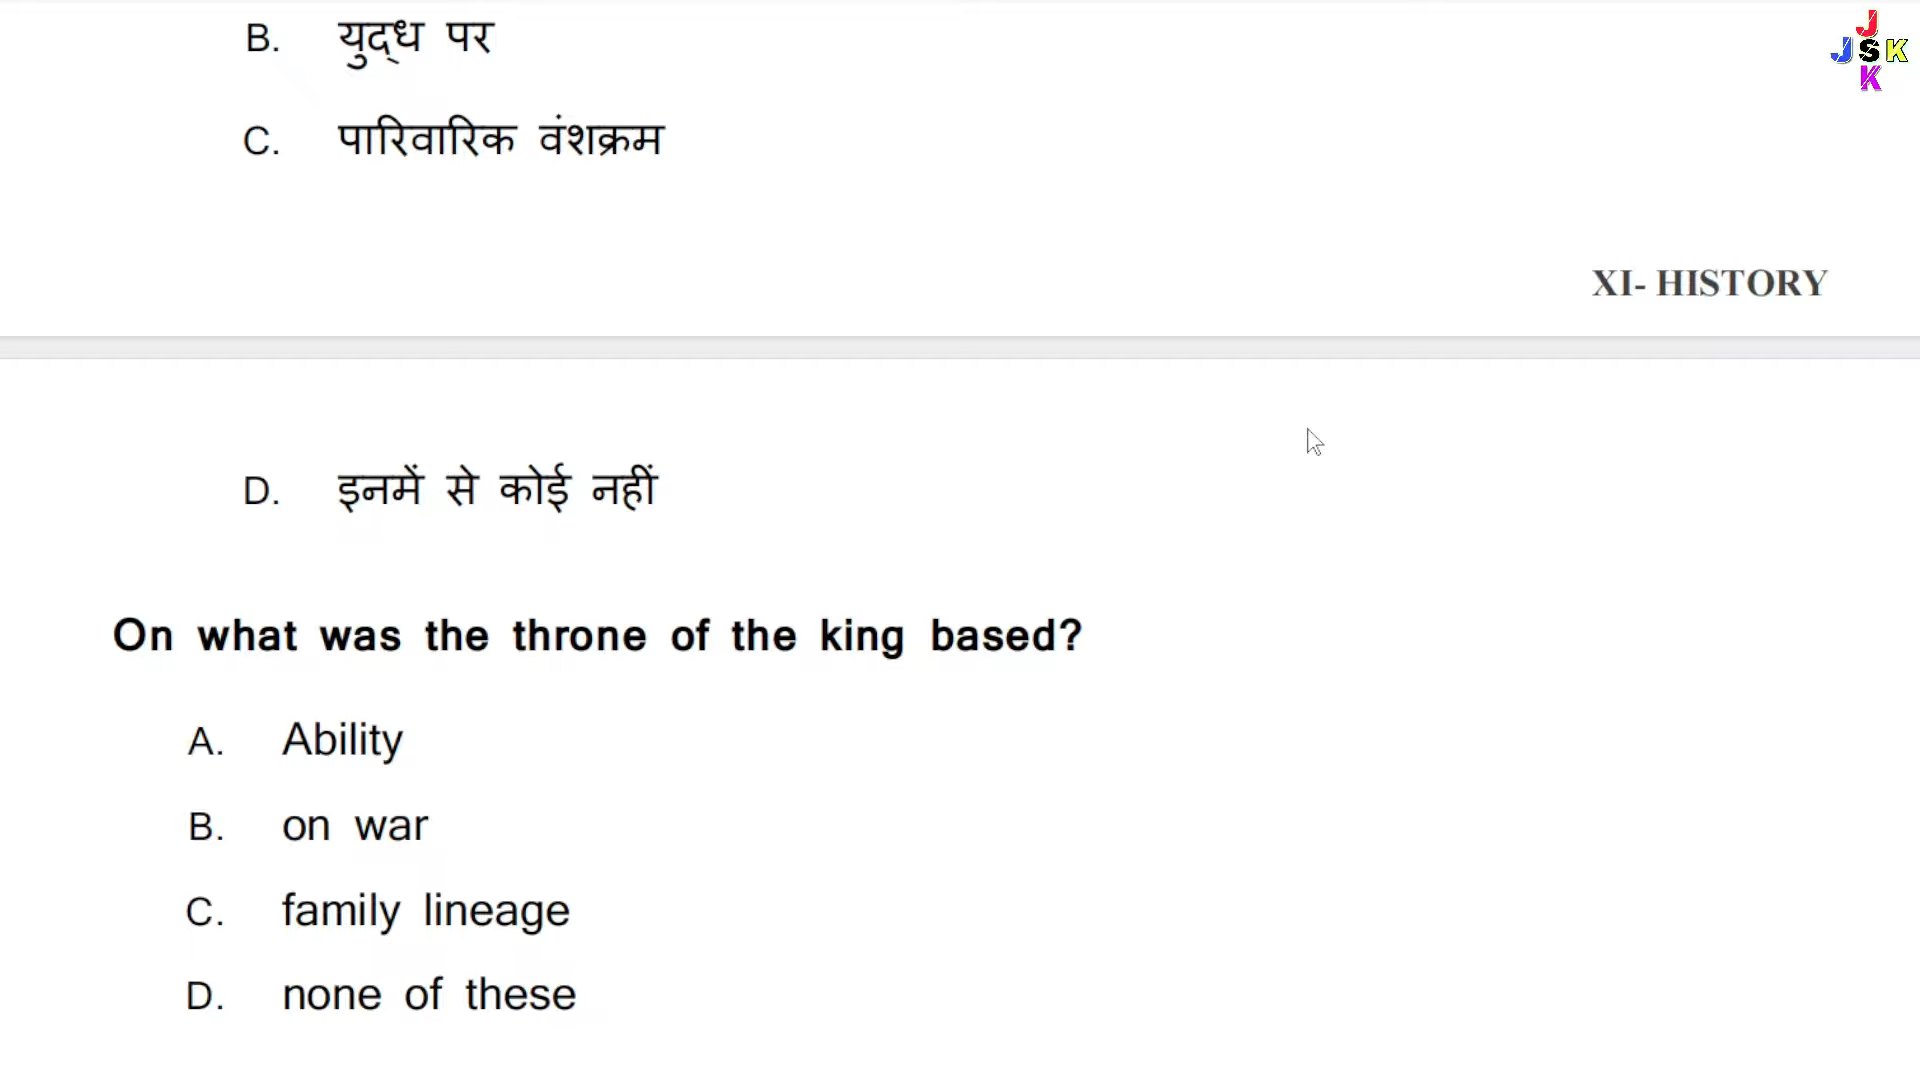 B. युद्ध पर
J
JSK
K
C. पारिवारिक वंशक्रम
XI- HISTORY
D. इनमें से कोई नहीं
On what was the throne of the king based?
A. Ability
B. on war
C. family lineage
D. none of these